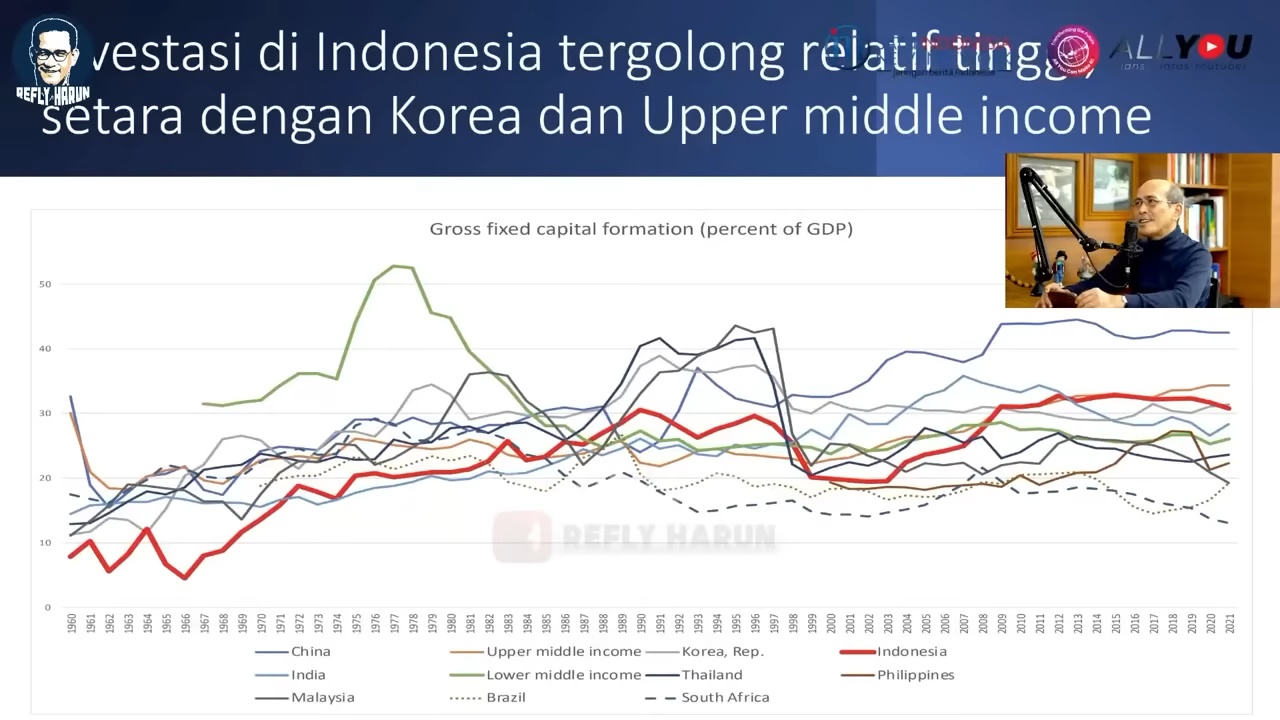 vestasi di Indonesia tergolong relatif tingg
setara dengan Korea dan Upper middle income
REFLY HARUN
ALLYOU
Gross fixed capital formation (percent of GDP)
50
40
30
20
10
0
REFLY HARUN
1960 1961 1962 1963 1964 1965 1966 1967 1968 1969 1970 1971 1972 1973 1974 1975 1976 1977 1978 1979 1980 1981 1982 1983 1984 1985 1986 1987 1988 1989 1990 1991 1992 1993 1994 1995 1996 1997 1998 1999 2000 2001 2002 2003 2004 2005 2006 2007 2008 2009 2010 2011 2012 2013 2014 2015 2016 2017 2018 2019 2020 2021
China Upper middle income Korea, Rep. Indonesia
India Lower middle income Thailand Philippines
Malaysia Brazil South Africa